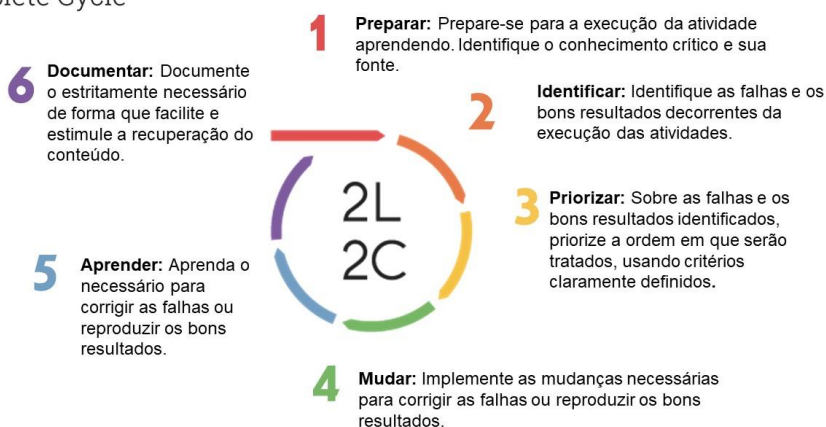 Cycle
1
Preparar: Prepare-se para a execução da atividade
aprendendo. Identifique o conhecimento crítico e sua
fonte.
2
Identificar: Identifique as falhas e os
bons resultados decorrentes da
execução das atividades.
3
Priorizar: Sobre as falhas e os
bons resultados identificados,
priorize a ordem em que serão
tratados, usando critérios
claramente definidos.
4
Mudar: Implemente as mudanças necessárias
para corrigir as falhas ou reproduzir os bons
resultados.
5
Aprender: Aprenda o
necessário para
corrigir as falhas ou
reproduzir os bons
resultados.
6
Documentar: Documente
o estritamente necessário
de forma que facilite e
estimule a recuperação do
conteúdo.
2L
2C